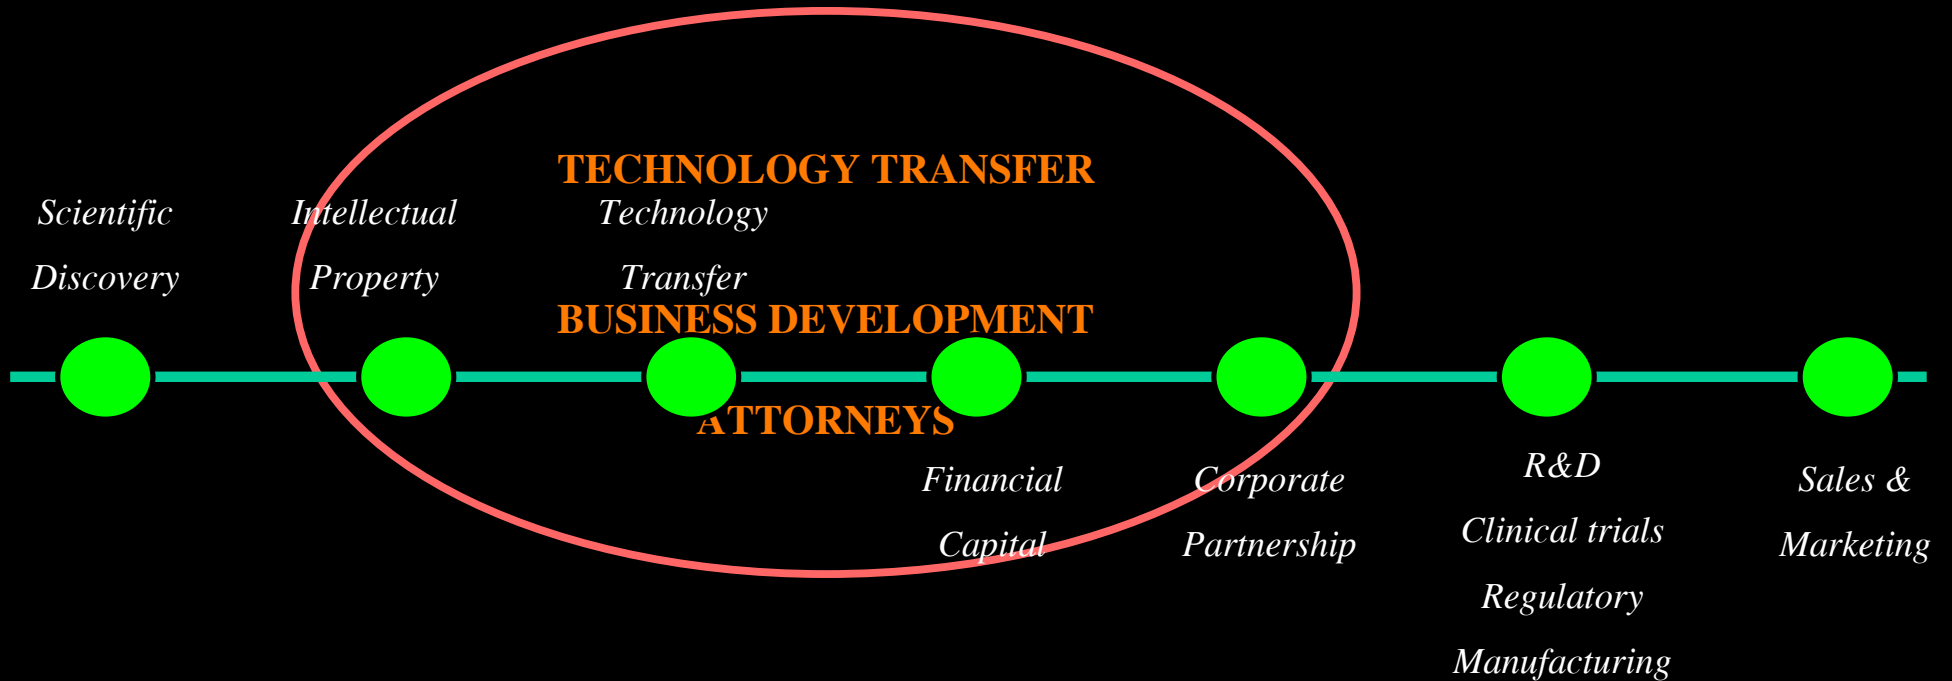 TECHNOLOGY TRANSFER
Scientific
Discovery
Intellectual
Property
Technology
Transfer
BUSINESS DEVELOPMENT
ATTORNEYS
Financial
Capital
Corporate
Partnership
R&D
Clinical trials
Regulatory
Manufacturing
Sales &
Marketing